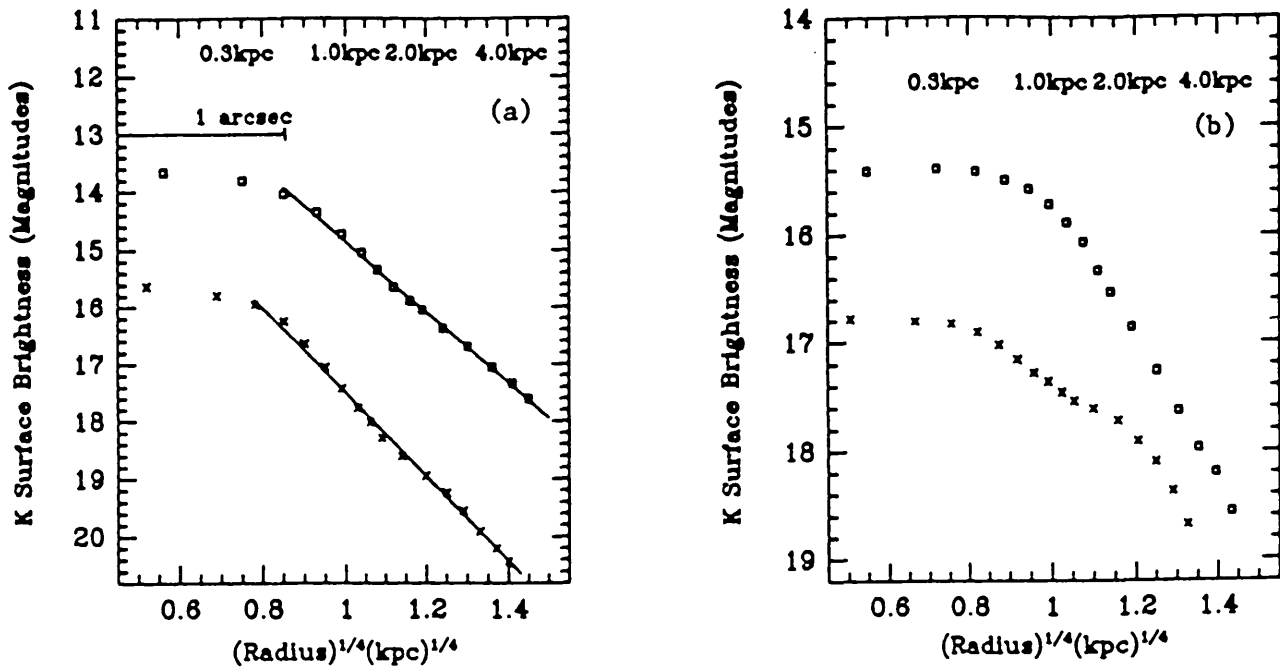 11
12
13
14
15
16
17
18
19
20
0.3kpc 1.0kpc 2.0kpc 4.0kpc
(a)
1 arcsec
K Surface Brightness (Magnitudes)
0.6 0.8 1 1.2 1.4
(Radius)^{1/4}(kpc)^{1/4}
14
15
16
17
18
19
0.3kpc 1.0kpc 2.0kpc 4.0kpc
(b)
K Surface Brightness (Magnitudes)
0.6 0.8 1 1.2 1.4
(Radius)^{1/4}(kpc)^{1/4}